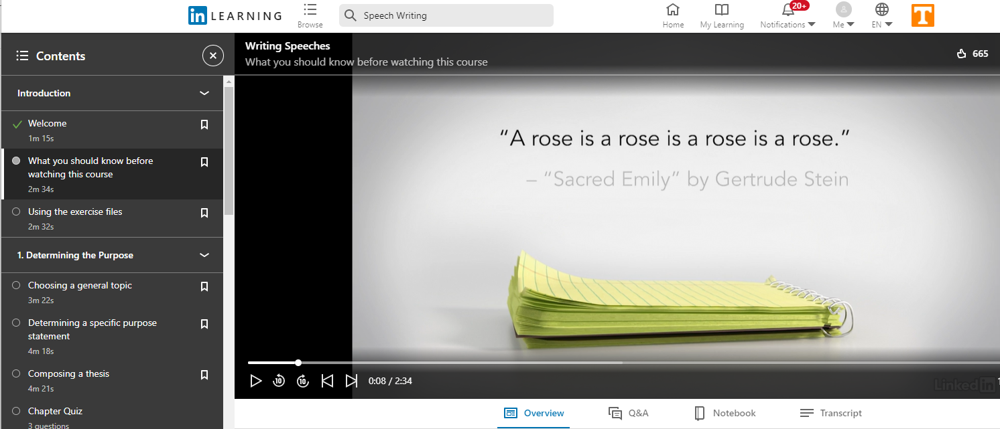 in LEARNING
Browse
Speech Writing
Home
My Learning
20+
Notifications
Me
EN
T
Contents
Introduction
Welcome
1m 15s
What you should know before
watching this course
2m 34s
Using the exercise files
2m 32s
1. Determining the Purpose
Choosing a general topic
3m 22s
Determining a specific purpose
statement
4m 18s
Composing a thesis
4m 21s
Chapter Quiz
3 questions
Writing Speeches
What you should know before watching this course
665
“A rose is a rose is a rose is a rose.”
– “Sacred Emily” by Gertrude Stein
10
10
0:08 / 2:34
Linked in
Overview
Q&A
Notebook
Transcript